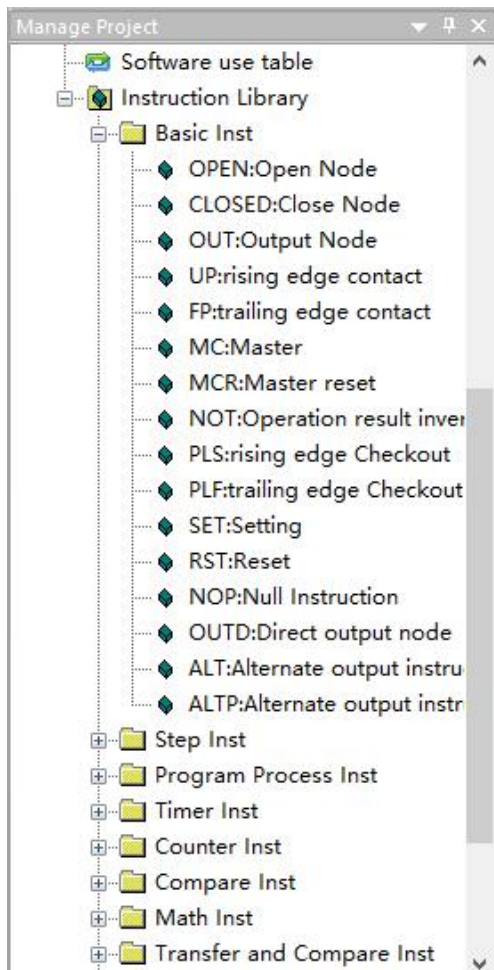 Manage Project
Software use table
Instruction Library
Basic Inst
OPEN:Open Node
CLOSED:Close Node
OUT:Output Node
UP:rising edge contact
FP:trailing edge contact
MC:Master
MCR:Master reset
NOT:Operation result inver
PLS:rising edge Checkout
PLF:trailing edge Checkout
SET:Setting
RST:Reset
NOP:Null Instruction
OUTD:Direct output node
ALT:Alternate output instru
ALTP:Alternate output instr
Step Inst
Program Process Inst
Timer Inst
Counter Inst
Compare Inst
Math Inst
Transfer and Compare Inst